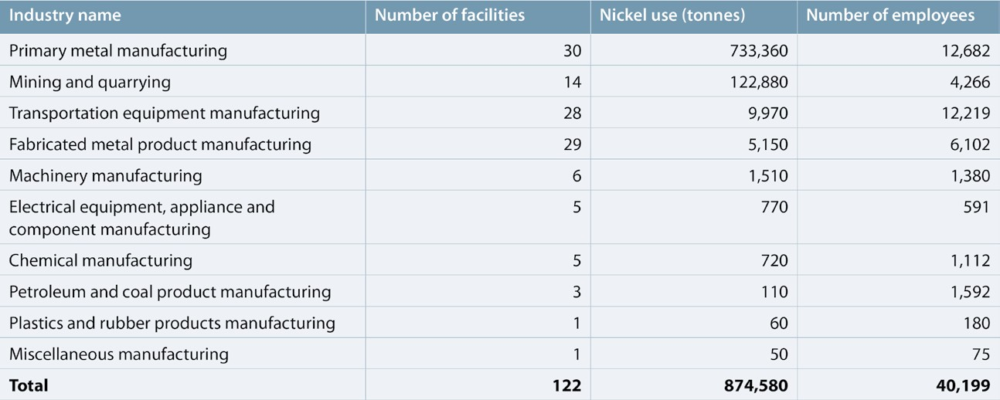 Industry name Number of facilities Nickel use (tonnes) Number of employees
Primary metal manufacturing 30 733,360 12,682
Mining and quarrying 14 122,880 4,266
Transportation equipment manufacturing 28 9,970 12,219
Fabricated metal product manufacturing 29 5,150 6,102
Machinery manufacturing 6 1,510 1,380
Electrical equipment, appliance and 5 770 591
component manufacturing
Chemical manufacturing 5 720 1,112
Petroleum and coal product manufacturing 3 110 1,592
Plastics and rubber products manufacturing 1 60 180
Miscellaneous manufacturing 1 50 75
Total 122 874,580 40,199